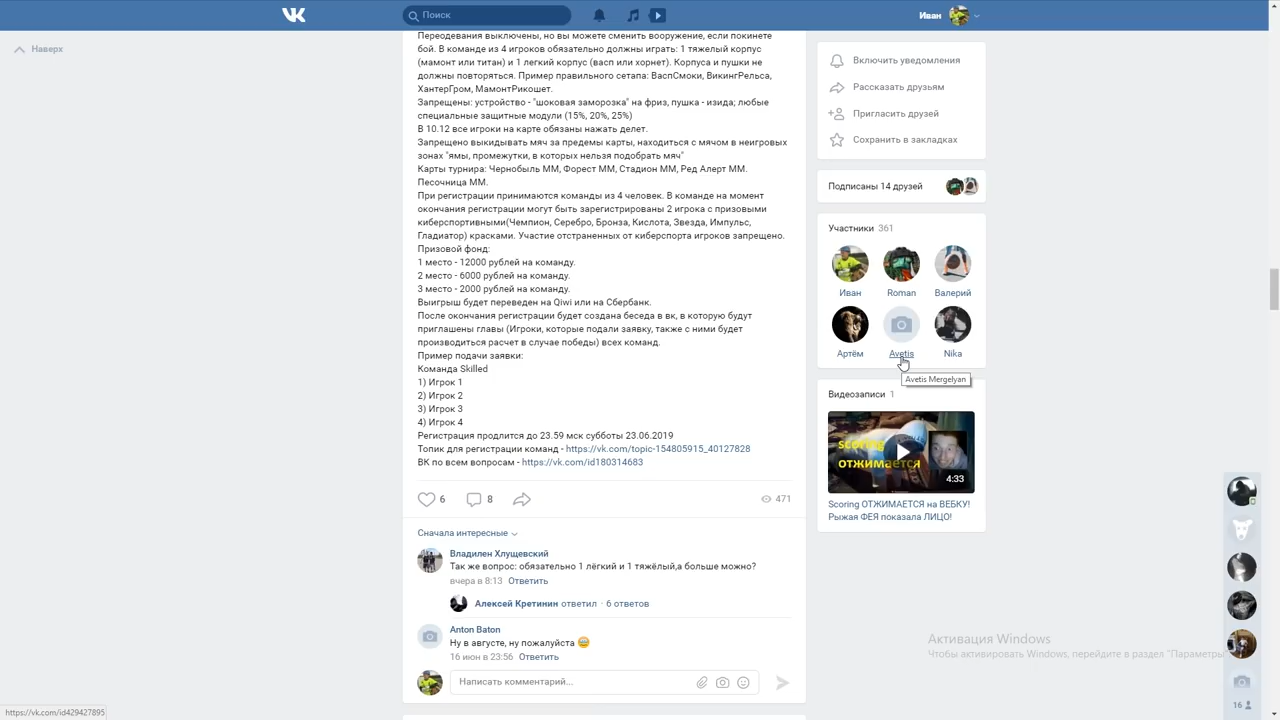 Поиск
Иван
Наверх
Переодевания выключены, но вы можете сменить вооружение, если покинете
бой. В команде из 4 игроков обязательно должны играть: 1 тяжелый корпус
(мамонт или титан) и 1 легкий корпус (васп или хорнет). Корпуса и пушки не
должны повторяться. Пример правильного сетапа: ВаспСмоки, ВикингРельса,
ХантерГром, МамонтРикошет.
Запрещены: устройство - "шоковая заморозка" на фриз, пушка - изида; любые
специальные защитные модули (15%, 20%, 25%)
В 10.12 все игроки на карте обязаны нажать делет.
Запрещено выкидывать мяч за предемы карты, находиться с мячом в неигровых
зонах "ямы, промежутки, в которых нельзя подобрать мяч"
Карты турнира: Чернобыль ММ, Форест ММ, Стадион ММ, Ред Алерт ММ.
Песочница ММ.
При регистрации принимаются команды из 4 человек. В команде на момент
окончания регистрации могут быть зарегистрированы 2 игрока с призовыми
киберспортивными(Чемпион, Серебро, Бронза, Кислота, Звезда, Импульс,
Гладиатор) красками. Участие отстраненных от киберспорта игроков запрещено.
Призовой фонд:
1 место - 12000 рублей на команду.
2 место - 6000 рублей на команду.
3 место - 2000 рублей на команду.
Выигрыш будет переведен на Qiwi или на Сбербанк.
После окончания регистрации будет создана беседа в вк, в которую будут
приглашены главы (Игроки, которые подали заявку, также с ними будет
производиться расчет в случае победы) всех команд.
Пример подачи заявки:
Команда Skilled
1) Игрок 1
2) Игрок 2
3) Игрок 3
4) Игрок 4
Регистрация продлится до 23.59 мск субботы 23.06.2019
Топик для регистрации команд - https://vk.com/topic-154805915_40127828
ВК по всем вопросам - https://vk.com/id180314683
6 8 471
Сначала интересные
Владилен Хлущевский
Так же вопрос: обязательно 1 лёгкий и 1 тяжёлый,а больше можно?
вчера в 8:13 Ответить
Алексей Кретинин ответил · 6 ответов
Anton Baton
Ну в августе, ну пожалуйста
16 июн в 23:56 Ответить
Написать комментарий...
Включить уведомления
Рассказать друзьям
Пригласить друзей
Сохранить в закладках
Подписаны 14 друзей
Участники 361
Иван Roman Валерий
Артём Avetis Nika
Avetis Mergelyan
Видеозаписи 1
scoring
отжимается
4:33
Scoring ОТЖИМАЕТСЯ на ВЕБКУ!
Рыжая ФЕЯ показала ЛИЦО!
Активация Windows
Чтобы активировать Windows, перейдите в раздел "Параметры
16
https://vk.com/id429427895